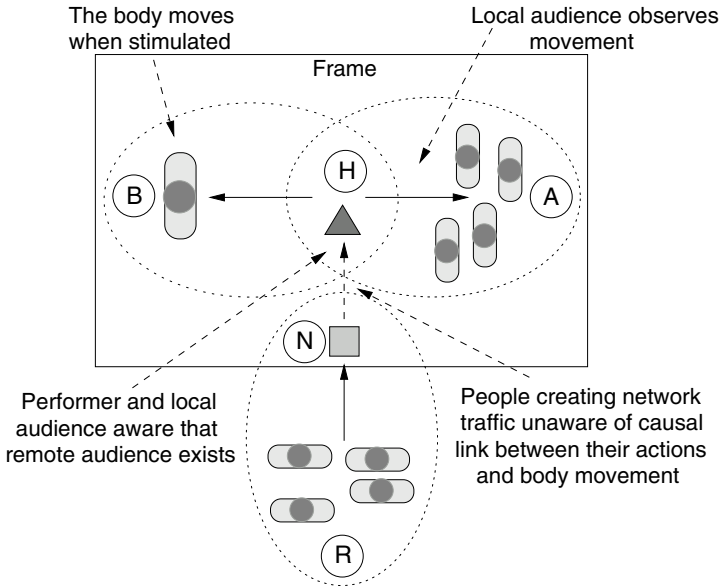 The body moves
when stimulated
Local audience observes
movement
Frame
H
B
A
N
Performer and local
audience aware that
remote audience exists
People creating network
traffic unaware of causal
link between their actions
and body movement
R